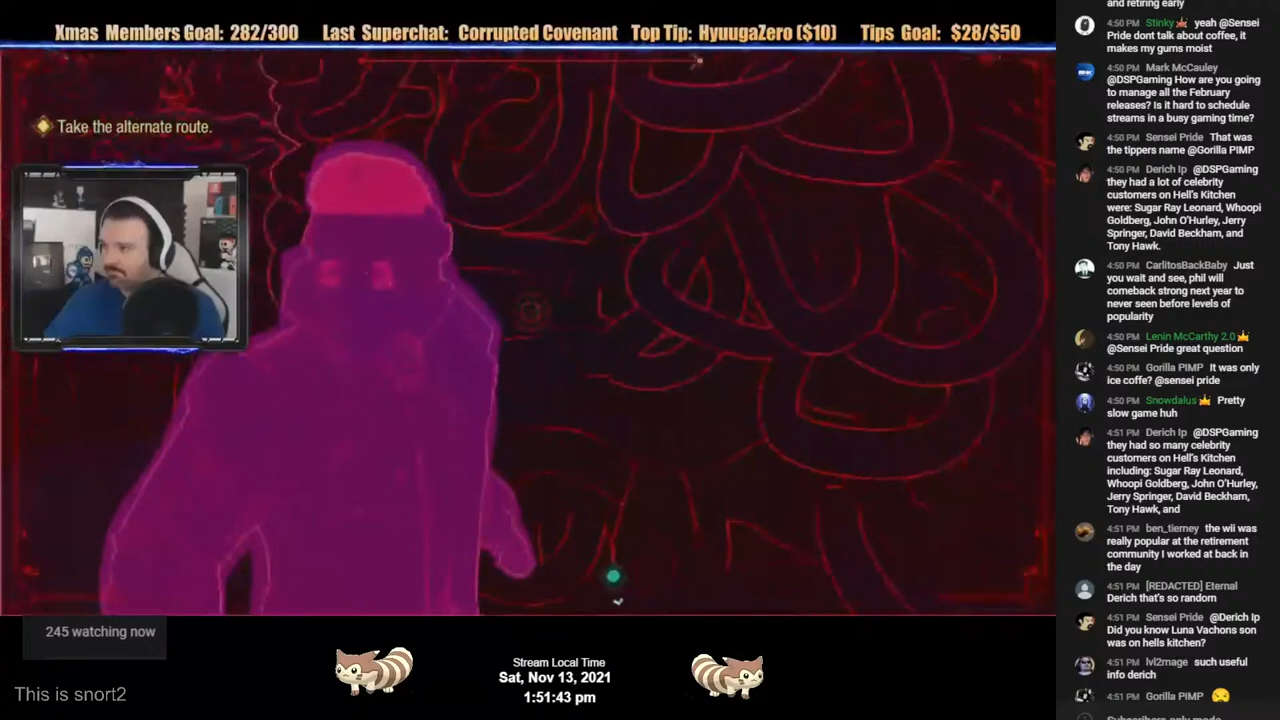 Xmas Members Goal: 282/300 Last Superchat: Corrupted Covenant Top Tip: HyuugaZero ($10) Tips Goal: $28/$50
Take the alternate route.
245 watching now
This is snort2
Stream Local Time
Sat, Nov 13, 2021
1:51:43 pm
and retiring early
4:50 PM Stinky yeah @Sensei
Pride dont talk about coffee, it
makes my gums moist
4:50 PM Mark McCauley
@DSPGaming How are you going
to manage all the February
releases? Is it hard to schedule
streams in a busy gaming time?
4:50 PM Sensei Pride That was
the tippers name @Gorilla PIMP
4:50 PM Derich Ip @DSPGaming
they had a lot of celebrity
customers on Hell's Kitchen
were: Sugar Ray Leonard, Whoopi
Goldberg, John O'Hurley, Jerry
Springer, David Beckham, and
Tony Hawk.
4:50 PM CarlitosBackBaby Just
you wait and see, phil will
comeback strong next year to
never seen before levels of
popularity
4:50 PM Lenin McCarthy 2.0
@Sensei Pride great question
4:50 PM Gorilla PIMP It was only
ice coffe? @sensei pride
4:50 PM Snowdalus Pretty
slow game huh
4:51 PM Derich Ip @DSPGaming
they had so many celebrity
customers on Hell's Kitchen
including: Sugar Ray Leonard,
Whoopi Goldberg, John O'Hurley,
Jerry Springer, David Beckham,
Tony Hawk, and
4:51 PM ben_tierney the wii was
really popular at the retirement
community I worked at back in
the day
4:51 PM [REDACTED] Eternal
Derich that's so random
4:51 PM Sensei Pride @Derich Ip
Did you know Luna Vachons son
was on hells kitchen?
4:51 PM lvl2mage such useful
info derich
4:51 PM Gorilla PIMP
Subscribers-only mode